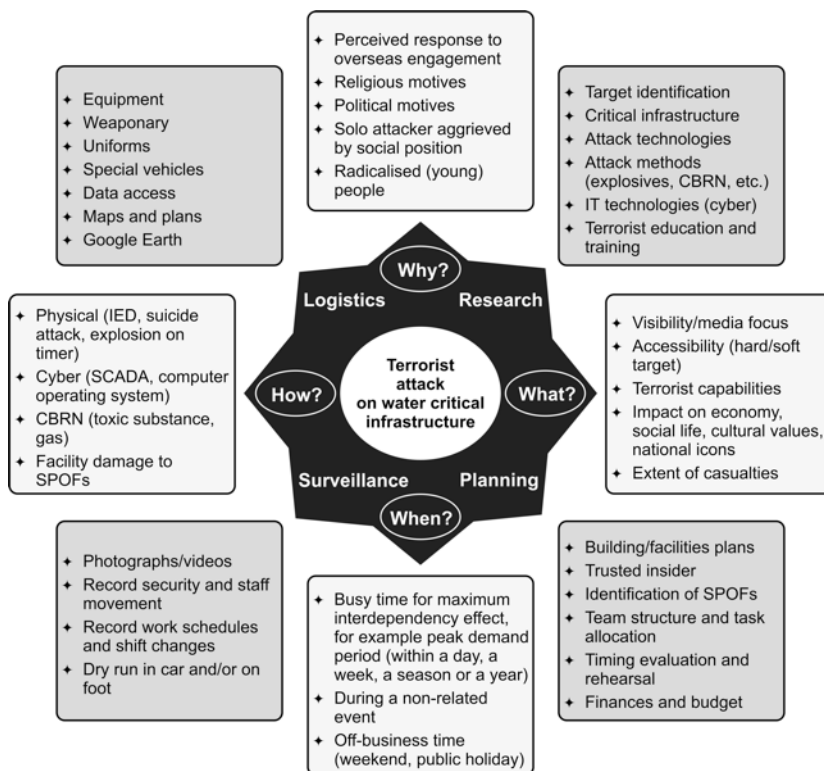 ✦ Perceived response to
overseas engagement
✦ Religious motives
✦ Political motives
✦ Solo attacker aggrieved
by social position
✦ Radicalised (young)
people
✦ Equipment
✦ Weaponary
✦ Uniforms
✦ Special vehicles
✦ Data access
✦ Maps and plans
✦ Google Earth
✦ Target identification
✦ Critical infrastructure
✦ Attack technologies
✦ Attack methods
(explosives, CBRN, etc.)
✦ IT technologies (cyber)
✦ Terrorist education and
training
Why?
Logistics
Research
✦ Physical (IED, suicide
attack, explosion on
timer)
✦ Cyber (SCADA, computer
operating system)
✦ CBRN (toxic substance,
gas)
✦ Facility damage to
SPOFs
How?
Terrorist
attack
on water critical
infrastructure
What?
✦ Visibility/media focus
✦ Accessibility (hard/soft
target)
✦ Terrorist capabilities
✦ Impact on economy,
social life, cultural values,
national icons
✦ Extent of casualties
Surveillance
Planning
When?
✦ Photographs/videos
✦ Record security and staff
movement
✦ Record work schedules
and shift changes
✦ Dry run in car and/or on
foot
✦ Busy time for maximum
interdependency effect,
for example peak demand
period (within a day, a
week, a season or a year)
✦ During a non-related
event
✦ Off-business time
(weekend, public holiday)
✦ Building/facilities plans
✦ Trusted insider
✦ Identification of SPOFs
✦ Team structure and task
allocation
✦ Timing evaluation and
rehearsal
✦ Finances and budget